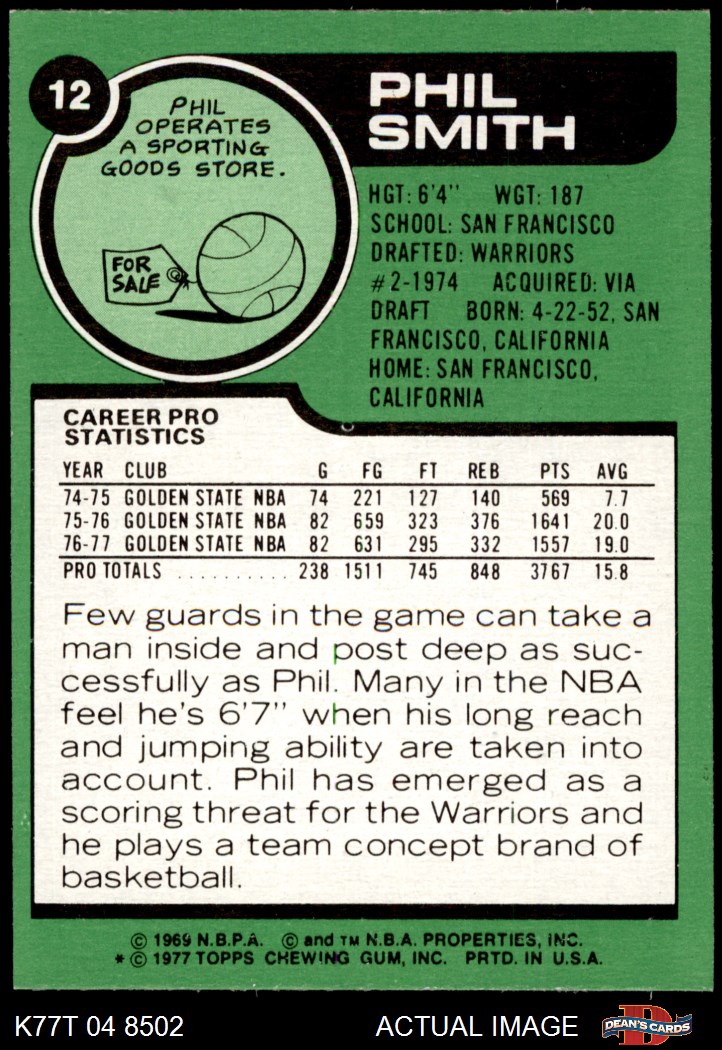 12
PHIL
OPERATES
A SPORTING
GOODS STORE.
FOR
SALE
PHIL
SMITH
HGT: 6'4" WGT: 187
SCHOOL: SAN FRANCISCO
DRAFTED: WARRIORS
#2-1974 ACQUIRED: VIA
DRAFT BORN: 4-22-52, SAN
FRANCISCO, CALIFORNIA
HOME: SAN FRANCISCO,
CALIFORNIA
CAREER PRO
STATISTICS
YEAR CLUB G FG FT REB PTS AVG
74-75 GOLDEN STATE NBA 74 221 127 140 569 7.7
75-76 GOLDEN STATE NBA 82 659 323 376 1641 20.0
76-77 GOLDEN STATE NBA 82 631 295 332 1557 19.0
PRO TOTALS .......... 238 1511 745 848 3767 15.8
Few guards in the game can take a
man inside and post deep as suc-
cessfully as Phil. Many in the NBA
feel he's 6'7" when his long reach
and jumping ability are taken into
account. Phil has emerged as a
scoring threat for the Warriors and
he plays a team concept brand of
basketball.
© 1969 N.B.P.A. © and TM N.B.A. PROPERTIES, INC.
* © 1977 TOPPS CHEWING GUM, INC. PRTD. IN U.S.A.
K77T 04 8502 ACTUAL IMAGE D DEAN'S CARDS